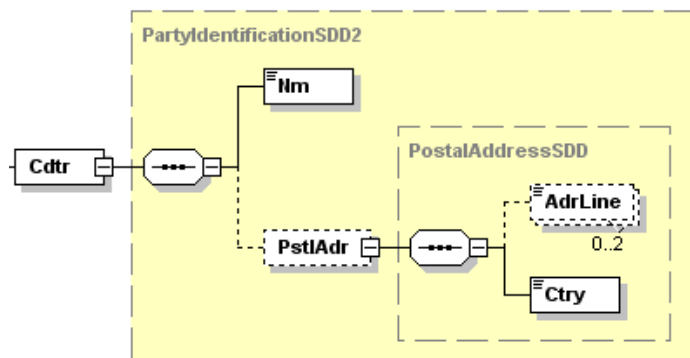 PartyIdentificationSDD2
Nm
Cdtr
PostalAddressSDD
AdrLine
0..2
PstlAdr
Ctry